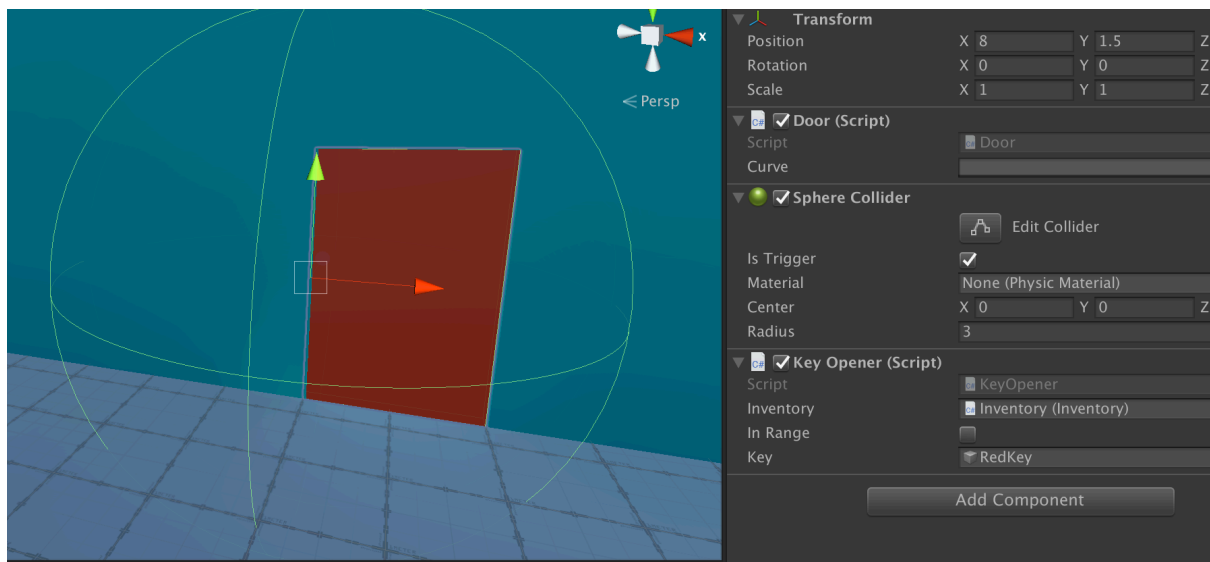 x
Persp
Transform
Position X 8 Y 1.5 Z
Rotation X 0 Y 0 Z
Scale X 1 Y 1 Z
C# Door (Script)
Script C# Door
Curve
Sphere Collider
Edit Collider
Is Trigger
Material None (Physic Material)
Center X 0 Y 0 Z
Radius 3
C# Key Opener (Script)
Script C# KeyOpener
Inventory C# Inventory (Inventory)
In Range
Key RedKey
Add Component